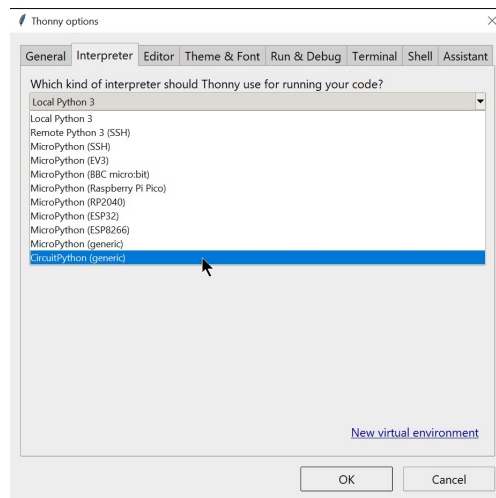 Thonny options
General Interpreter Editor Theme & Font Run & Debug Terminal Shell Assistant
Which kind of interpreter should Thonny use for running your code?
Local Python 3
Local Python 3
Remote Python 3 (SSH)
MicroPython (SSH)
MicroPython (EV3)
MicroPython (BBC micro:bit)
MicroPython (Raspberry Pi Pico)
MicroPython (RP2040)
MicroPython (ESP32)
MicroPython (ESP8266)
MicroPython (generic)
CircuitPython (generic)
New virtual environment
OK Cancel